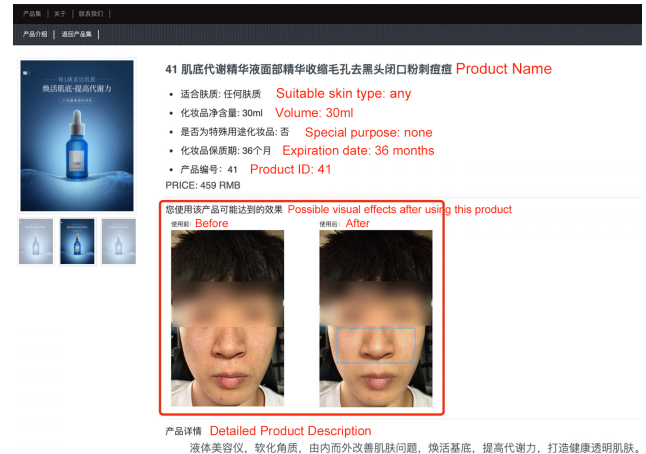 产品集 | 关于 | 联系我们 |
产品介绍 | 返回产品集 |
每1滴直达肌底
焕活肌底·提高代谢力
41 肌底代谢精华液面部精华收缩毛孔去黑头闭口粉刺痘痘 Product Name
• 适合肤质: 任何肤质 Suitable skin type: any
• 化妆品净含量: 30ml Volume: 30ml
• 是否为特殊用途化妆品: 否 Special purpose: none
• 化妆品保质期: 36个月 Expiration date: 36 months
• 产品编号: 41 Product ID: 41
PRICE: 459 RMB
您使用该产品可能达到的效果 Possible visual effects after using this product
使用前: Before 使用后: After
产品详情 Detailed Product Description
液体美容仪，软化角质，由内而外改善肌肤问题，焕活基底，提高代谢力，打造健康透明肌肤。